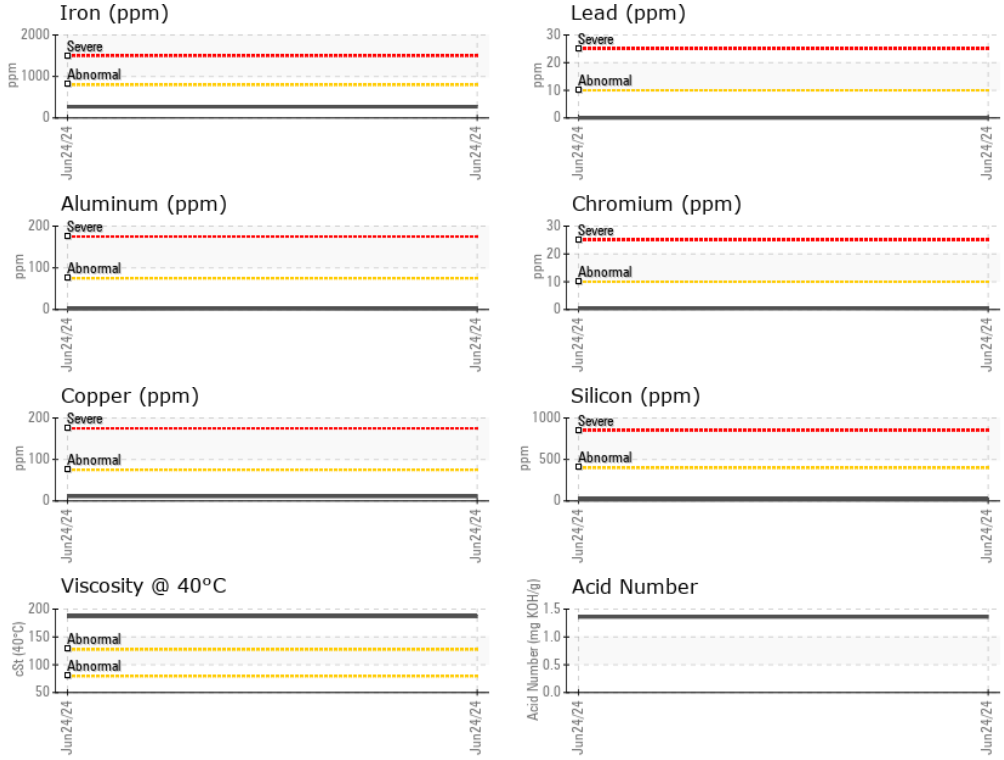 Iron (ppm)
2000
1000
0
ppm
Severe
Abnormal
Jun24/24
Jun24/24
Lead (ppm)
30
20
10
0
ppm
Severe
Abnormal
Jun24/24
Jun24/24
Aluminum (ppm)
200
100
0
ppm
Severe
Abnormal
Jun24/24
Jun24/24
Chromium (ppm)
30
20
10
0
ppm
Severe
Abnormal
Jun24/24
Jun24/24
Copper (ppm)
200
100
0
ppm
Severe
Abnormal
Jun24/24
Jun24/24
Silicon (ppm)
1000
500
0
ppm
Severe
Abnormal
Jun24/24
Jun24/24
Viscosity @ 40°C
200
150
100
50
cSt (40°C)
Abnormal
Abnormal
Jun24/24
Jun24/24
Acid Number
1.5
1.0
0.5
0.0
Acid Number (mg KOH/g)
Jun24/24
Jun24/24